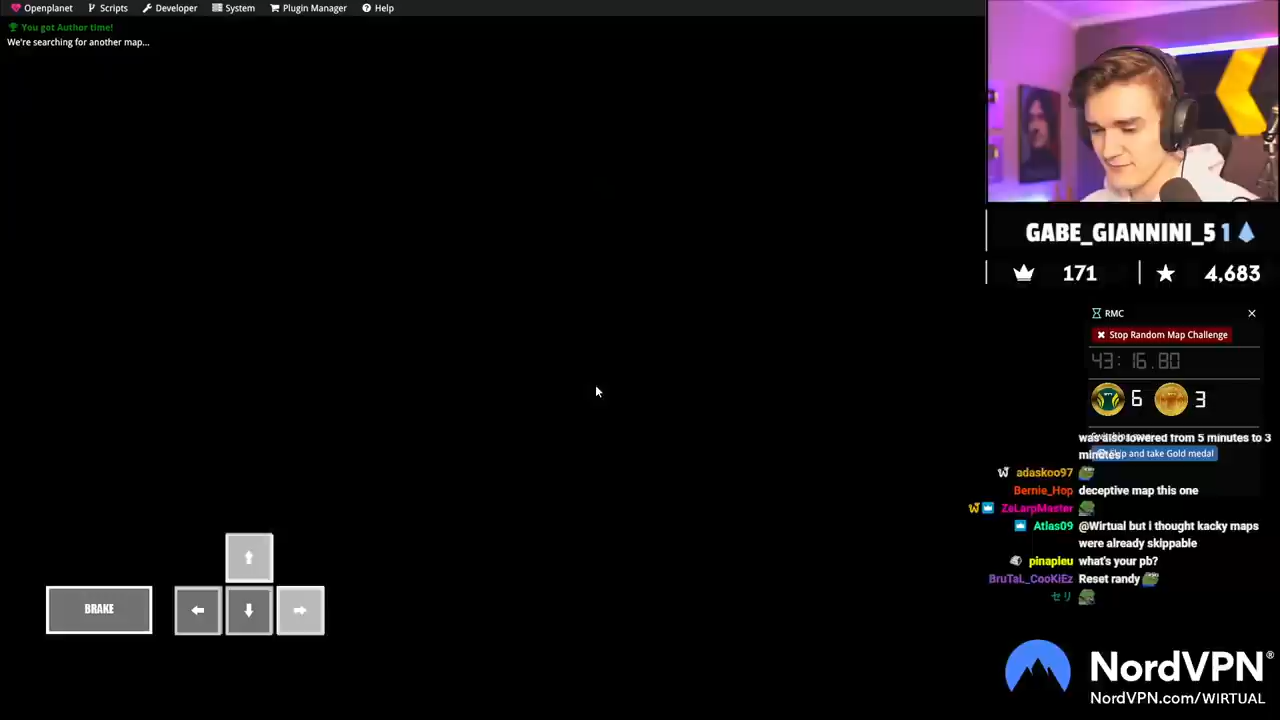 Openplanet Scripts Developer System Plugin Manager Help
You got Author time!
We're searching for another map...
GABE_GIANNINI_5 1
171 4,683
RMC
Stop Random Map Challenge
43:16.80
6 3
was also lowered from 5 minutes to 3
minutes
Skip and take Gold medal
adaskoo97
Bernie_Hop deceptive map this one
ZeLarpMaster
Atlas09 @Wirtual but i thought kacky maps
were already skippable
pinapleu what's your pb?
BruTaL_CooKiEz Reset randy
セリ
BRAKE
NordVPN®
NordVPN.com/WIRTUAL